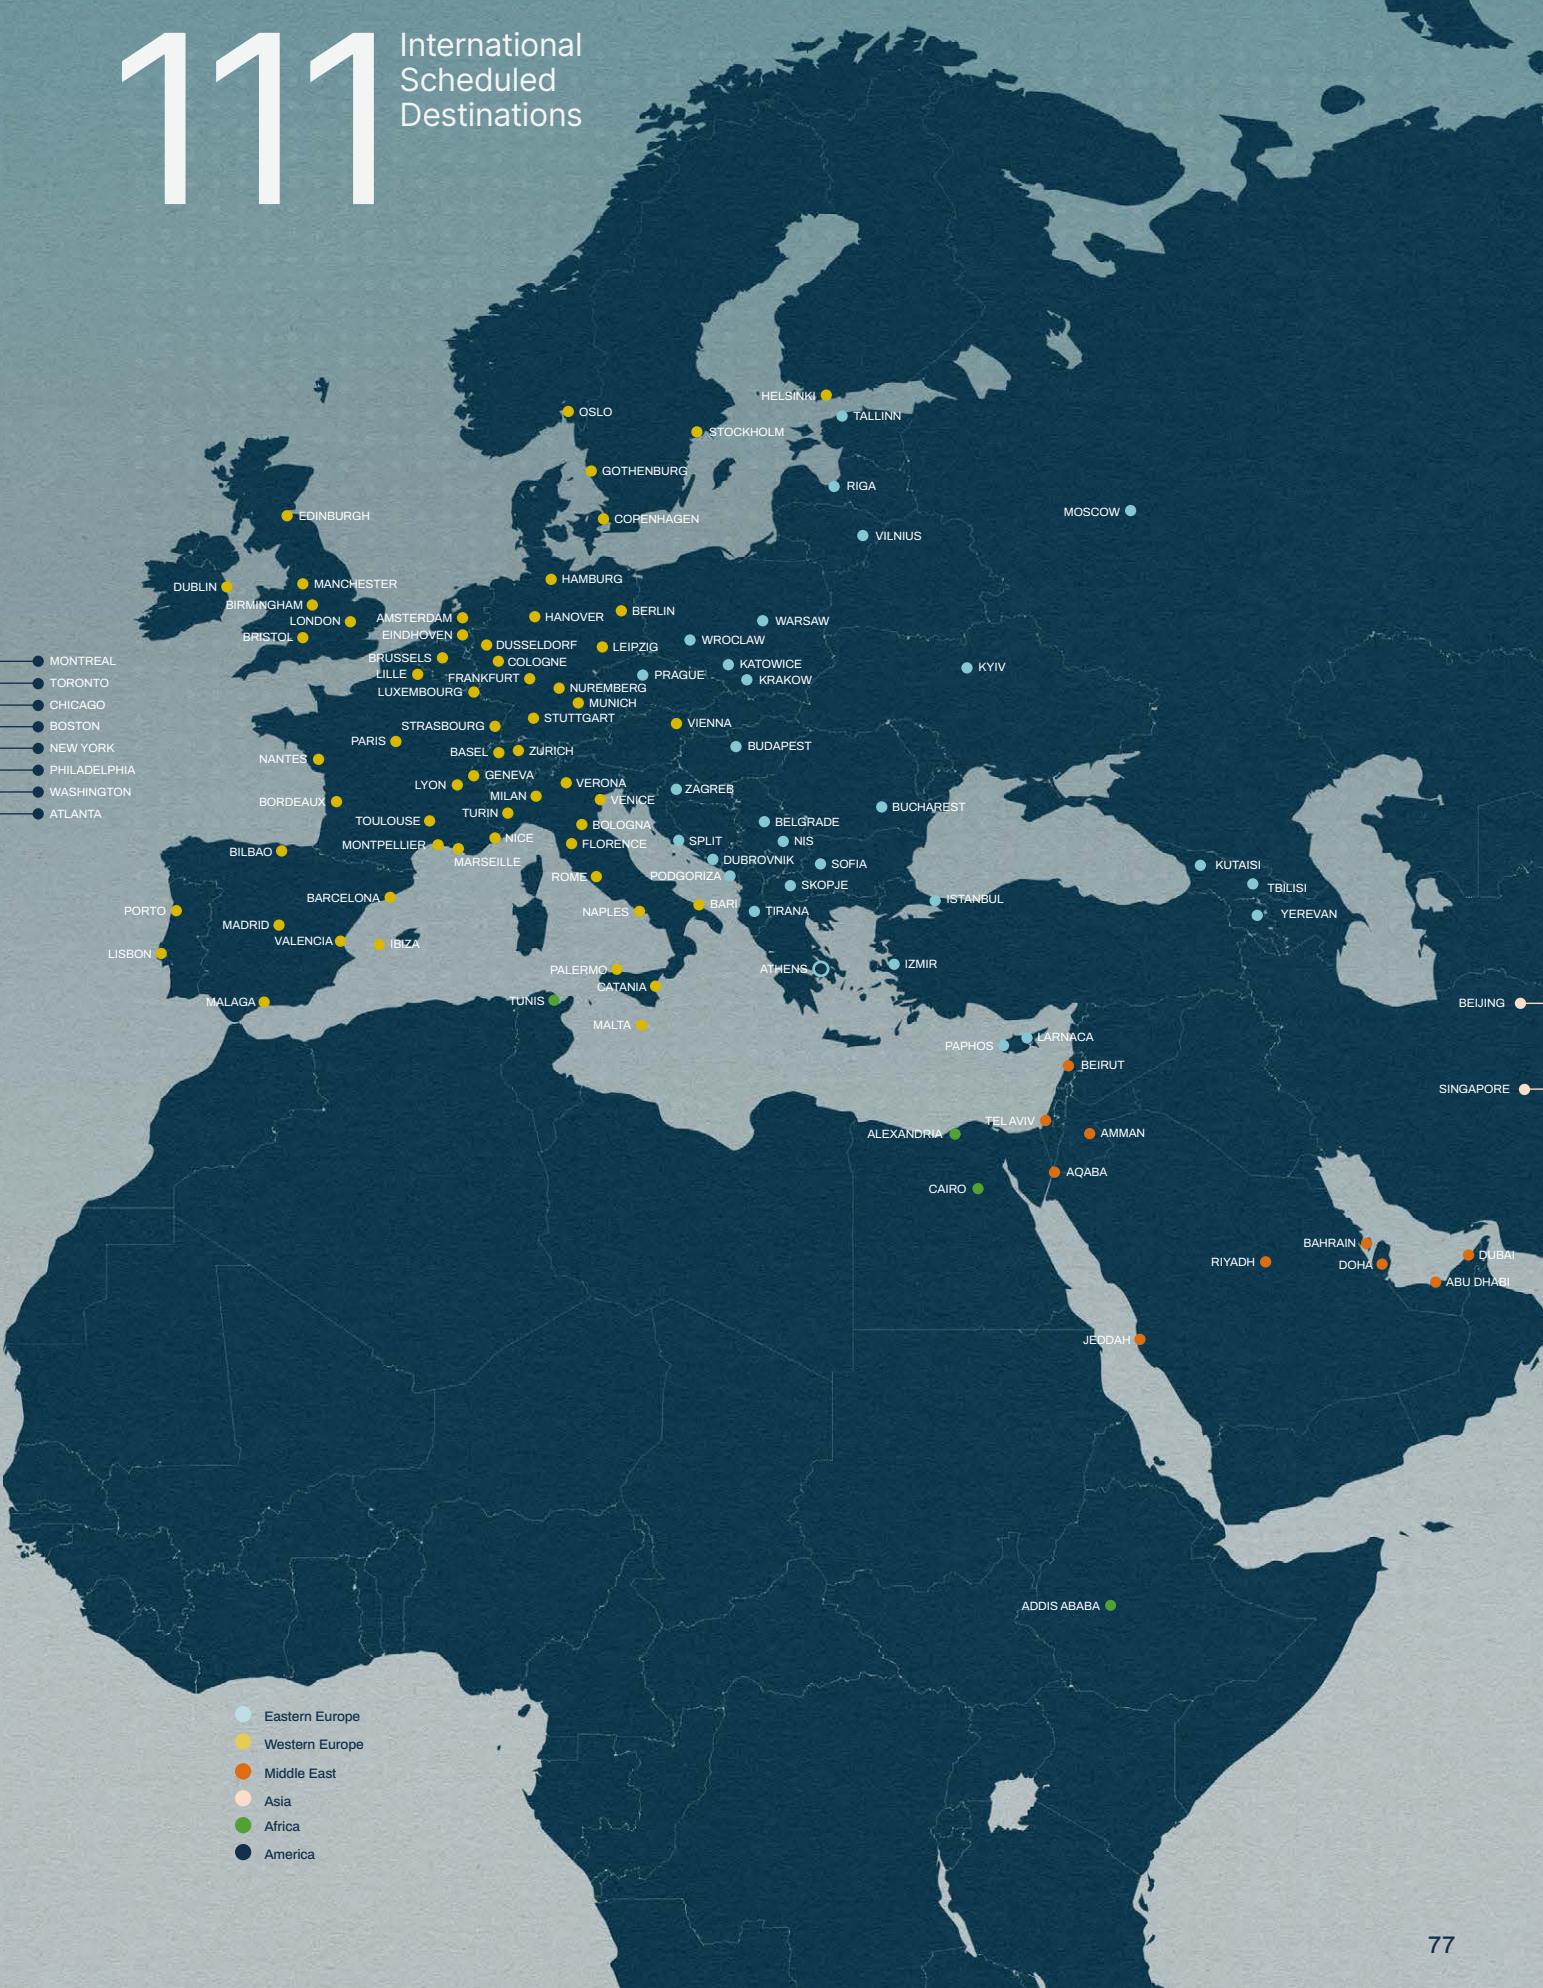 111
International
Scheduled
Destinations
HELSINKI
OSLO
TALLINN
STOCKHOLM
GOTHENBURG
RIGA
MOSCOW
EDINBURGH
COPENHAGEN
VILNIUS
HAMBURG
MANCHESTER
DUBLIN
BIRMINGHAM
BERLIN
HANOVER
AMSTERDAM
LONDON
WARSAW
EINDHOVEN
BRISTOL
WROCLAW
DUSSELDORF
LEIPZIG
BRUSSELS
COLOGNE
MONTREAL
KATOWICE
KYIV
LILLE
PRAGUE
FRANKFURT
KRAKOW
TORONTO
NUREMBERG
LUXEMBOURG
MUNICH
CHICAGO
STUTTGART
VIENNA
STRASBOURG
BOSTON
PARIS
BUDAPEST
NEW YORK
BASEL
ZURICH
NANTES
PHILADELPHIA
GENEVA
VERONA
LYON
ZAGREB
WASHINGTON
MILAN
VENICE
BORDEAUX
BUCHAREST
TURIN
ATLANTA
TOULOUSE
BELGRADE
BOLOGNA
NICE
SPLIT
NIS
FLORENCE
MONTPELLIER
BILBAO
DUBROVNIK
MARSEILLE
SOFIA
KUTAISI
ROME
PODGORIZA
SKOPJE
TBILISI
BARCELONA
ISTANBUL
BARI
PORTO
NAPLES
TIRANA
YEREVAN
MADRID
VALENCIA
IBIZA
LISBON
IZMIR
PALERMO
ATHENS
CATANIA
MALAGA
TUNIS
BEIJING
MALTA
LARNACA
PAPHOS
BEIRUT
SINGAPORE
TEL AVIV
ALEXANDRIA
AMMAN
AQABA
CAIRO
BAHRAIN
DUBAI
RIYADH
DOHA
ABU DHABI
JEDDAH
ADDIS ABABA
Eastern Europe
Western Europe
Middle East
Asia
Africa
America
77